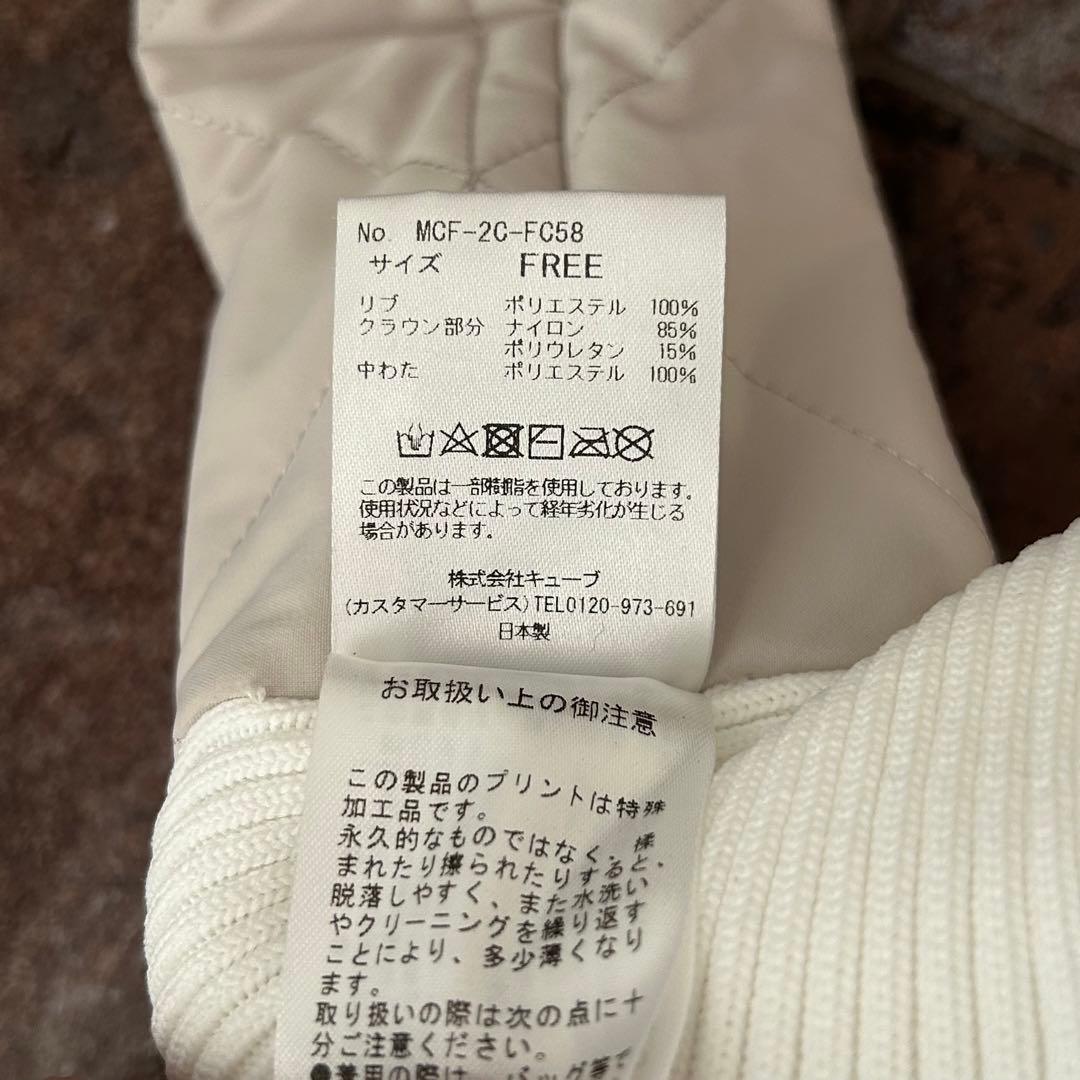 No. MCF-2C-FC58
サイズ FREE
リブ ポリエステル 100%
クラウン部分 ナイロン 85%
ポリウレタン 15%
中わた ポリエステル 100%
この製品は一部樹脂を使用しております。
使用状況などによって経年劣化が生じる
場合があります。
株式会社キューブ
(カスタマーサービス)TEL0120-973-691
日本製
お取扱い上の御注意
この製品のプリントは特殊
加工品です。
永久的なものではなく、揉
まれたり擦られたりすると、
脱落しやすく、また水洗い
やクリーニングを繰り返す
ことにより、多少薄くなり
ます。
取り扱いの際は次の点に十
分ご注意ください。
●着用の際は、バッグ等で